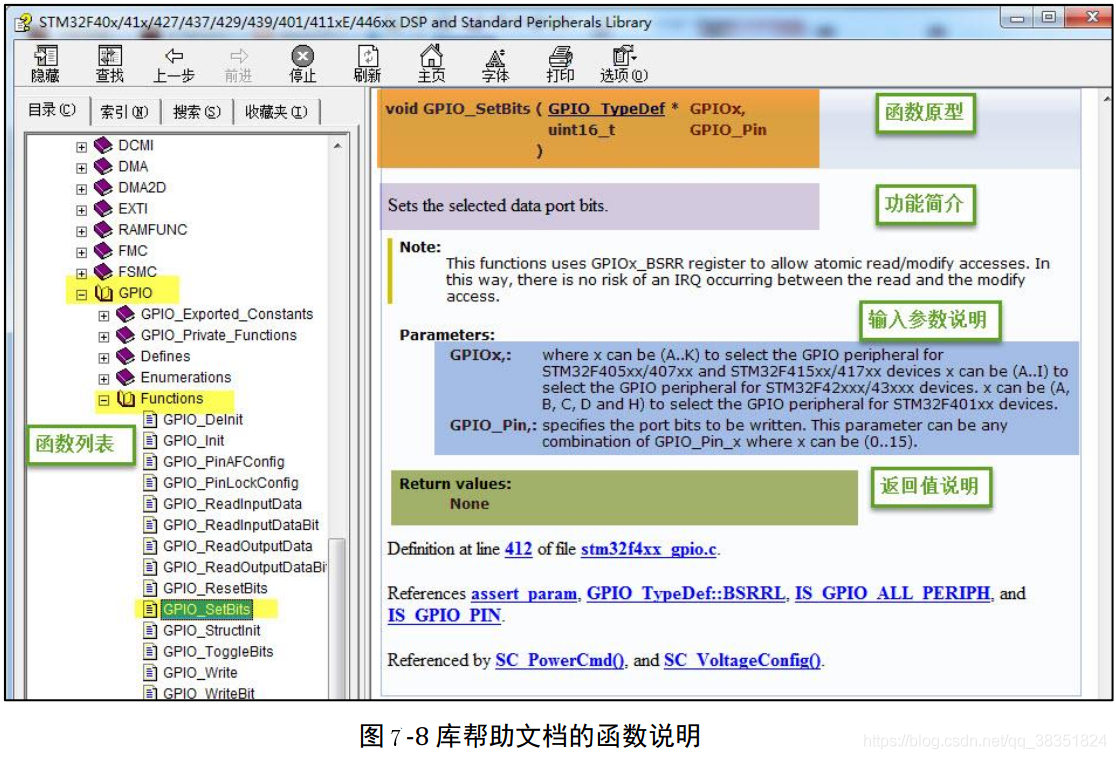 STM32F40x/41x/427/437/429/439/401/411xE/446xx DSP and Standard Peripherals Library
隐藏 查找 上一步 前进 停止 刷新 主页 字体 打印 选项(O)
目录(C) 索引(N) 搜索(S) 收藏夹(I)
DCMI
DMA
DMA2D
EXTI
RAMFUNC
FMC
FSMC
GPIO
GPIO_Exported_Constants
GPIO_Private_Functions
Defines
Enumerations
Functions
函数列表
GPIO_DeInit
GPIO_Init
GPIO_PinAFConfig
GPIO_PinLockConfig
GPIO_ReadInputData
GPIO_ReadInputDataBit
GPIO_ReadOutputData
GPIO_ReadOutputDataBi
GPIO_ResetBits
GPIO_SetBits
GPIO_StructInit
GPIO_ToggleBits
GPIO_Write
GPIO_WriteBit
void GPIO_SetBits ( GPIO_TypeDef * GPIOx,
uint16_t GPIO_Pin
)
函数原型
Sets the selected data port bits.
功能简介
Note:
This functions uses GPIOx_BSRR register to allow atomic read/modify accesses. In
this way, there is no risk of an IRQ occurring between the read and the modify
access.
输入参数说明
Parameters:
GPIOx,: where x can be (A..K) to select the GPIO peripheral for
STM32F405xx/407xx and STM32F415xx/417xx devices x can be (A..I) to
select the GPIO peripheral for STM32F42xxx/43xxx devices. x can be (A,
B, C, D and H) to select the GPIO peripheral for STM32F401xx devices.
GPIO_Pin,: specifies the port bits to be written. This parameter can be any
combination of GPIO_Pin_x where x can be (0..15).
Return values:
None
返回值说明
Definition at line 412 of file stm32f4xx_gpio.c.
References assert_param, GPIO_TypeDef::BSRRL, IS_GPIO_ALL_PERIPH, and
IS_GPIO_PIN.
Referenced by SC_PowerCmd(), and SC_VoltageConfig().
图 7-8 库帮助文档的函数说明
https://blog.csdn.net/qq_38351824